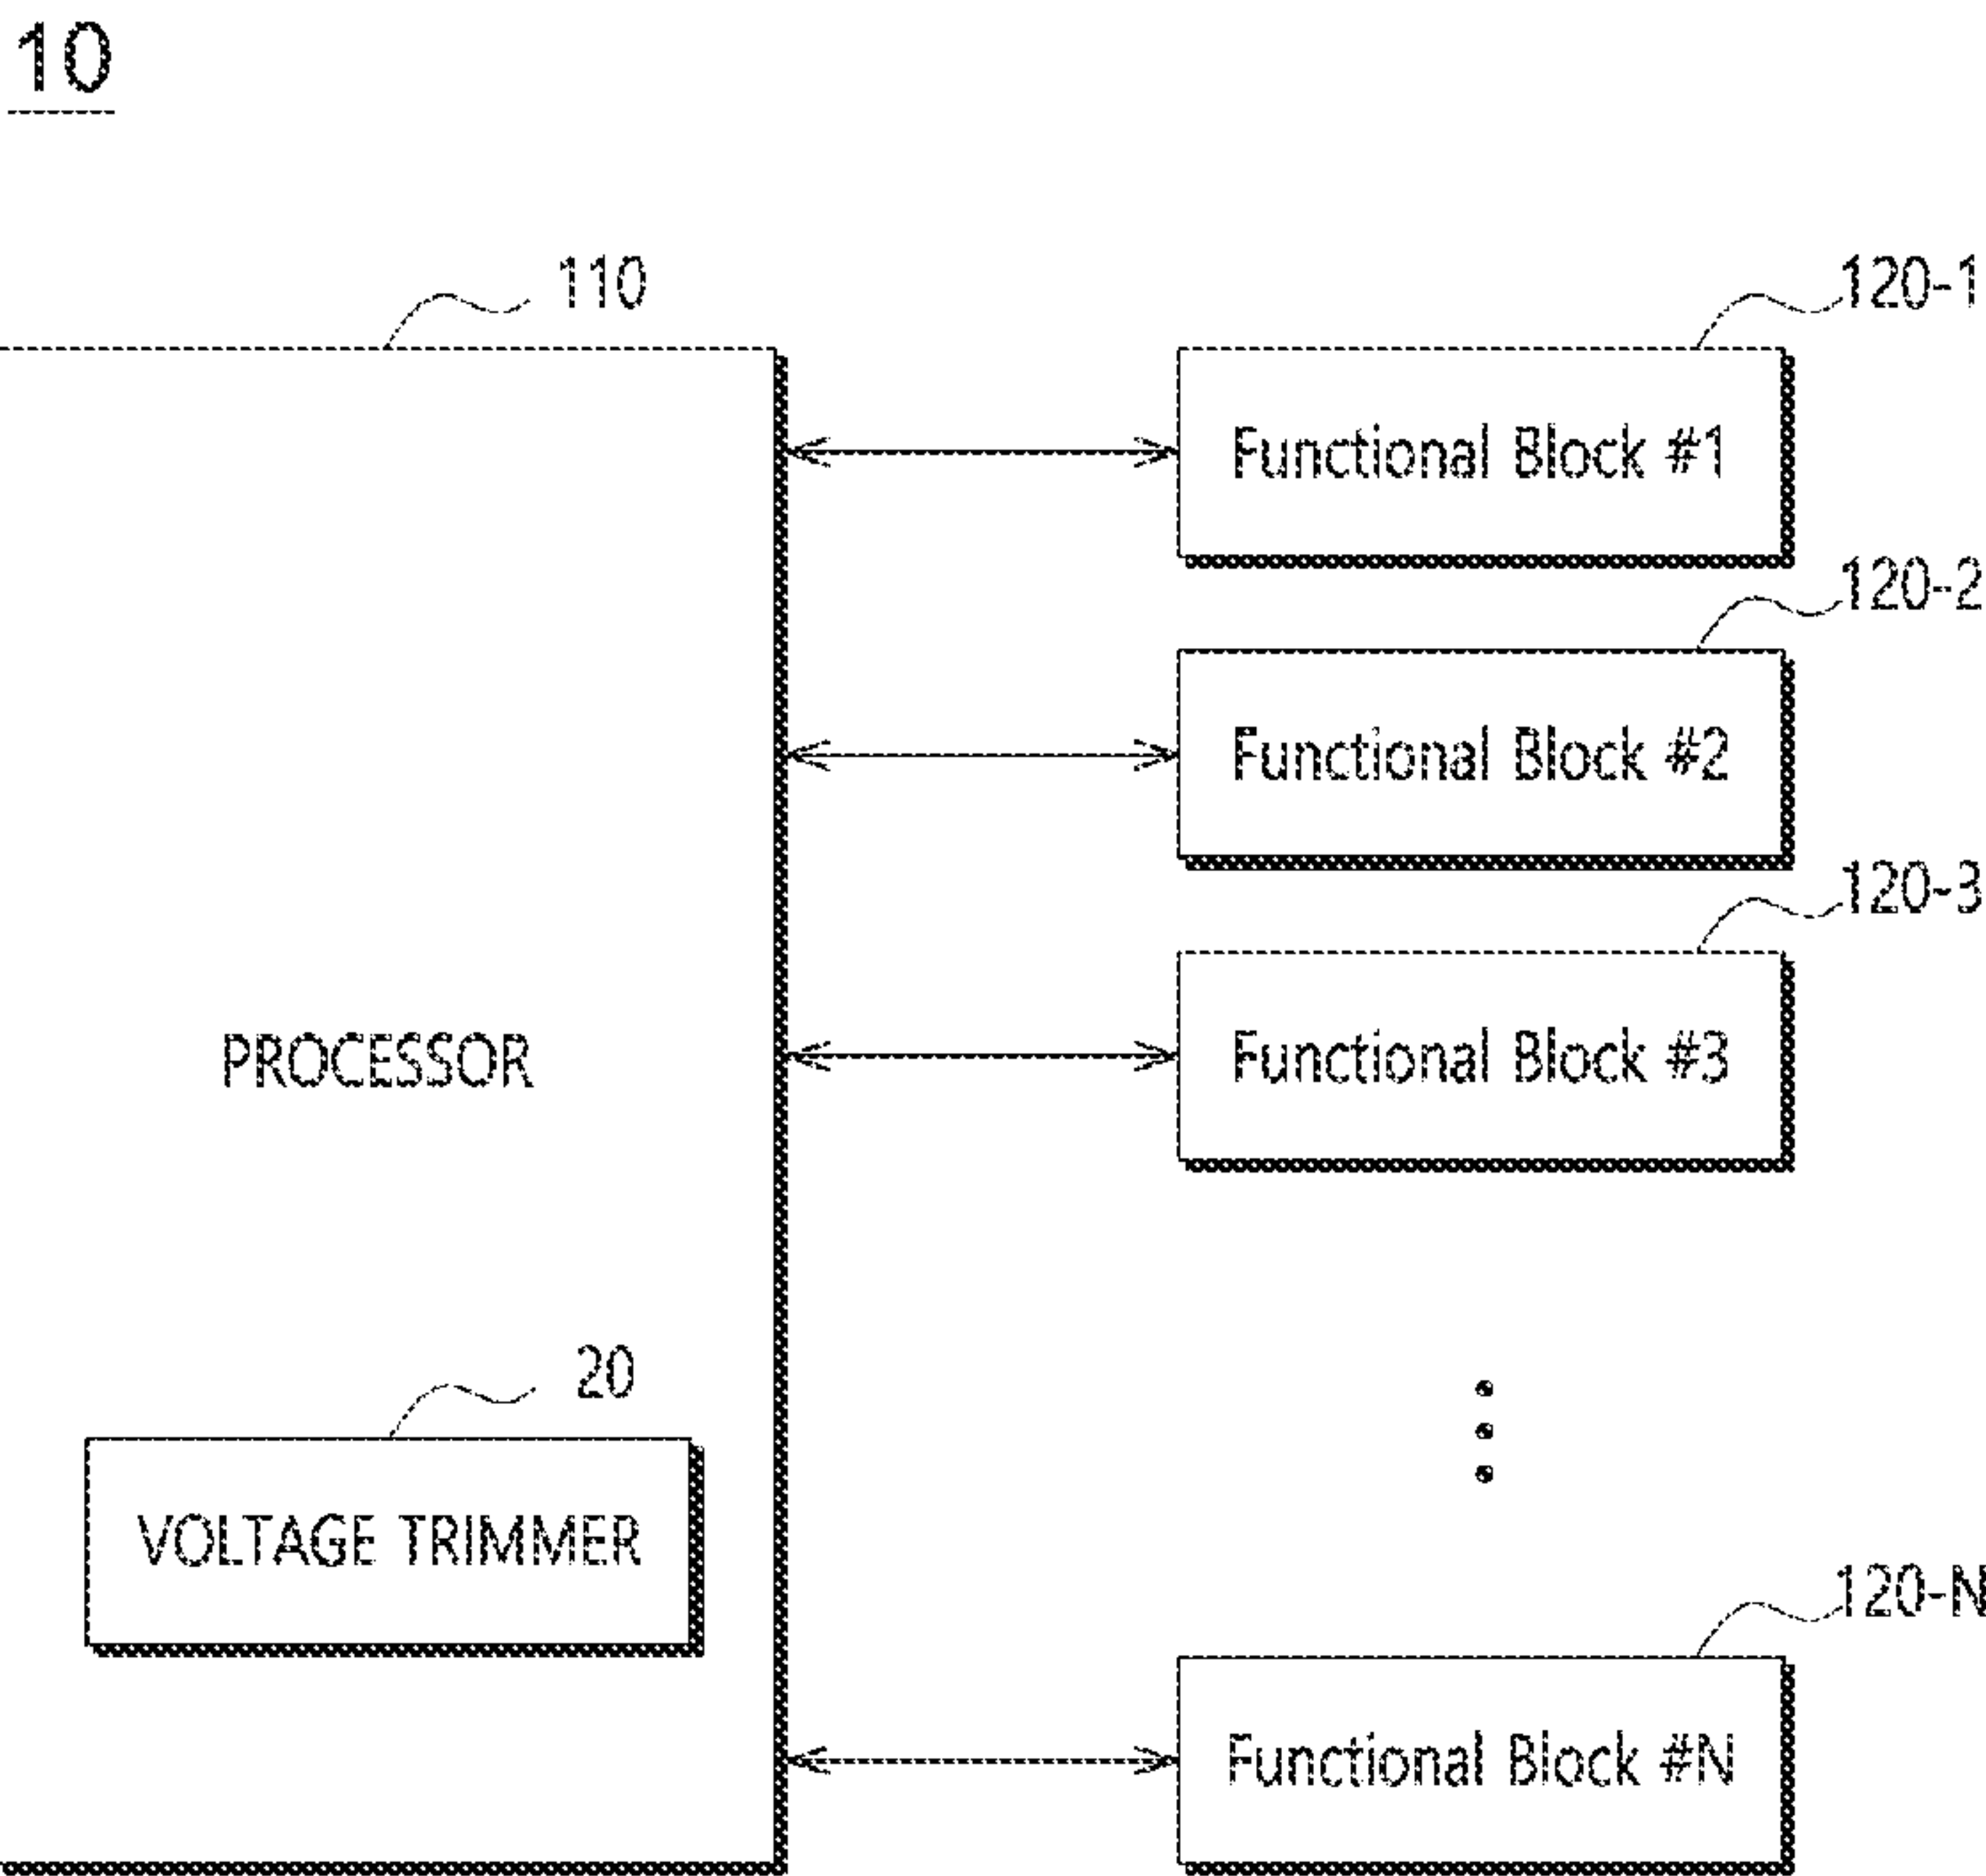 10
110
120-1
Functional Block #1
120-2
Functional Block #2
120-3
Functional Block #3
PROCESSOR
20
VOLTAGE TRIMMER
120-N
Functional Block #N